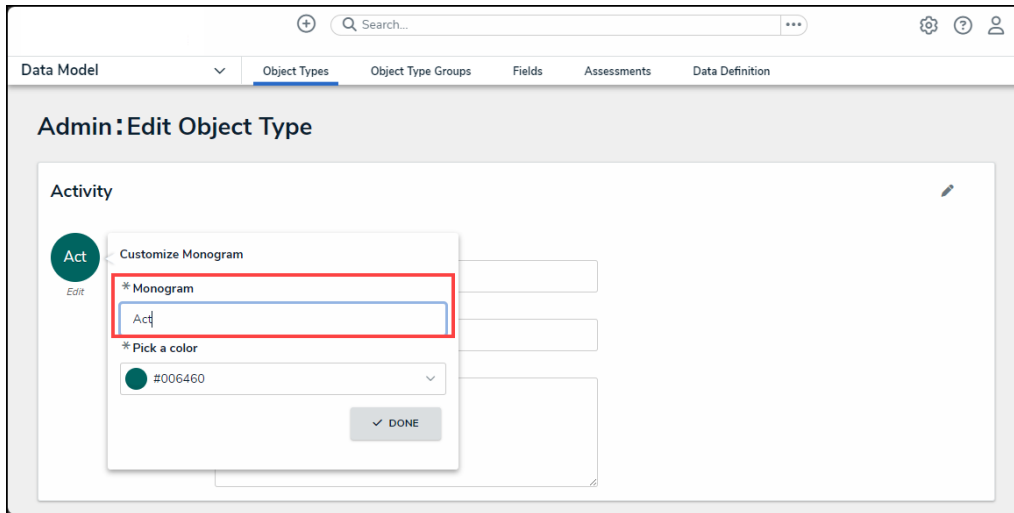 Search...
Data Model Object Types Object Type Groups Fields Assessments Data Definition
Admin:Edit Object Type
Activity
Act
Edit
Customize Monogram
*Monogram
Act
*Pick a color
#006460
✓ DONE